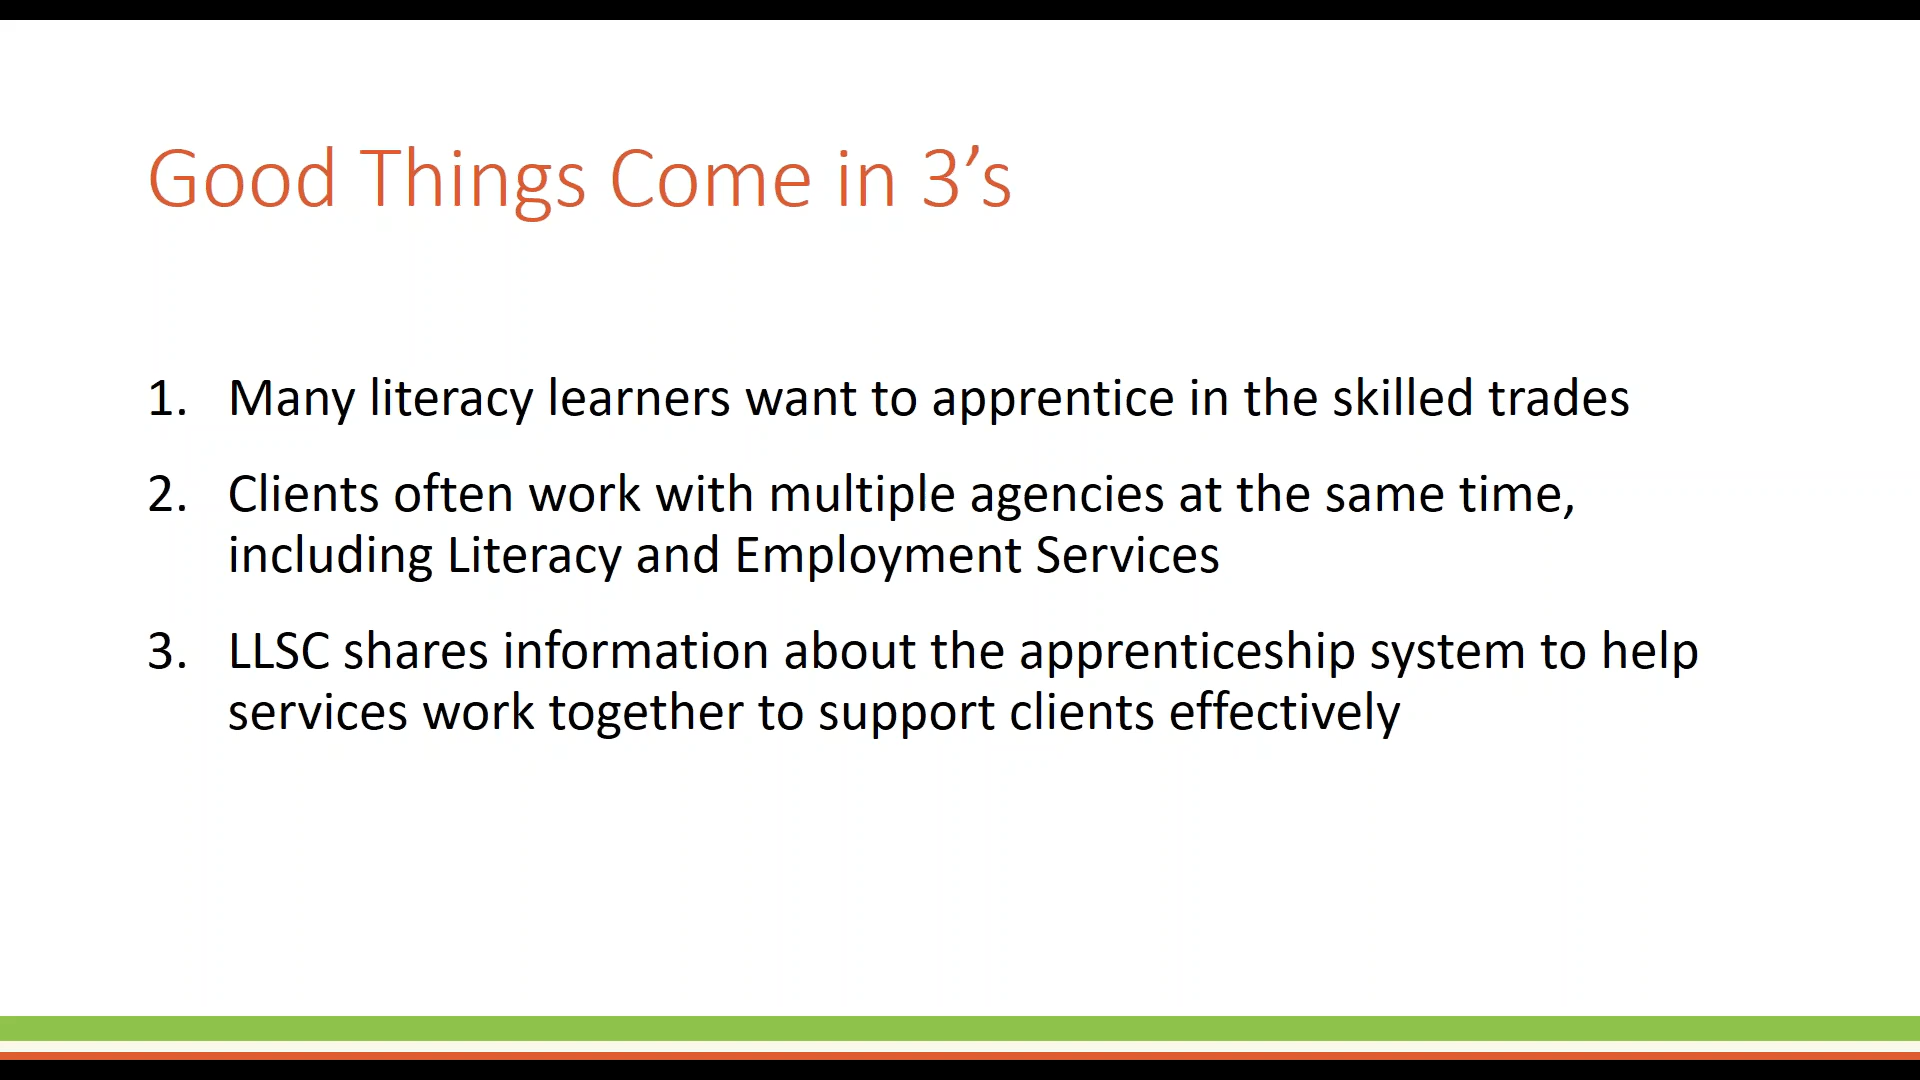 Good Things Come in 3’s
1. Many literacy learners want to apprentice in the skilled trades
2. Clients often work with multiple agencies at the same time,
including Literacy and Employment Services
3. LLSC shares information about the apprenticeship system to help
services work together to support clients effectively